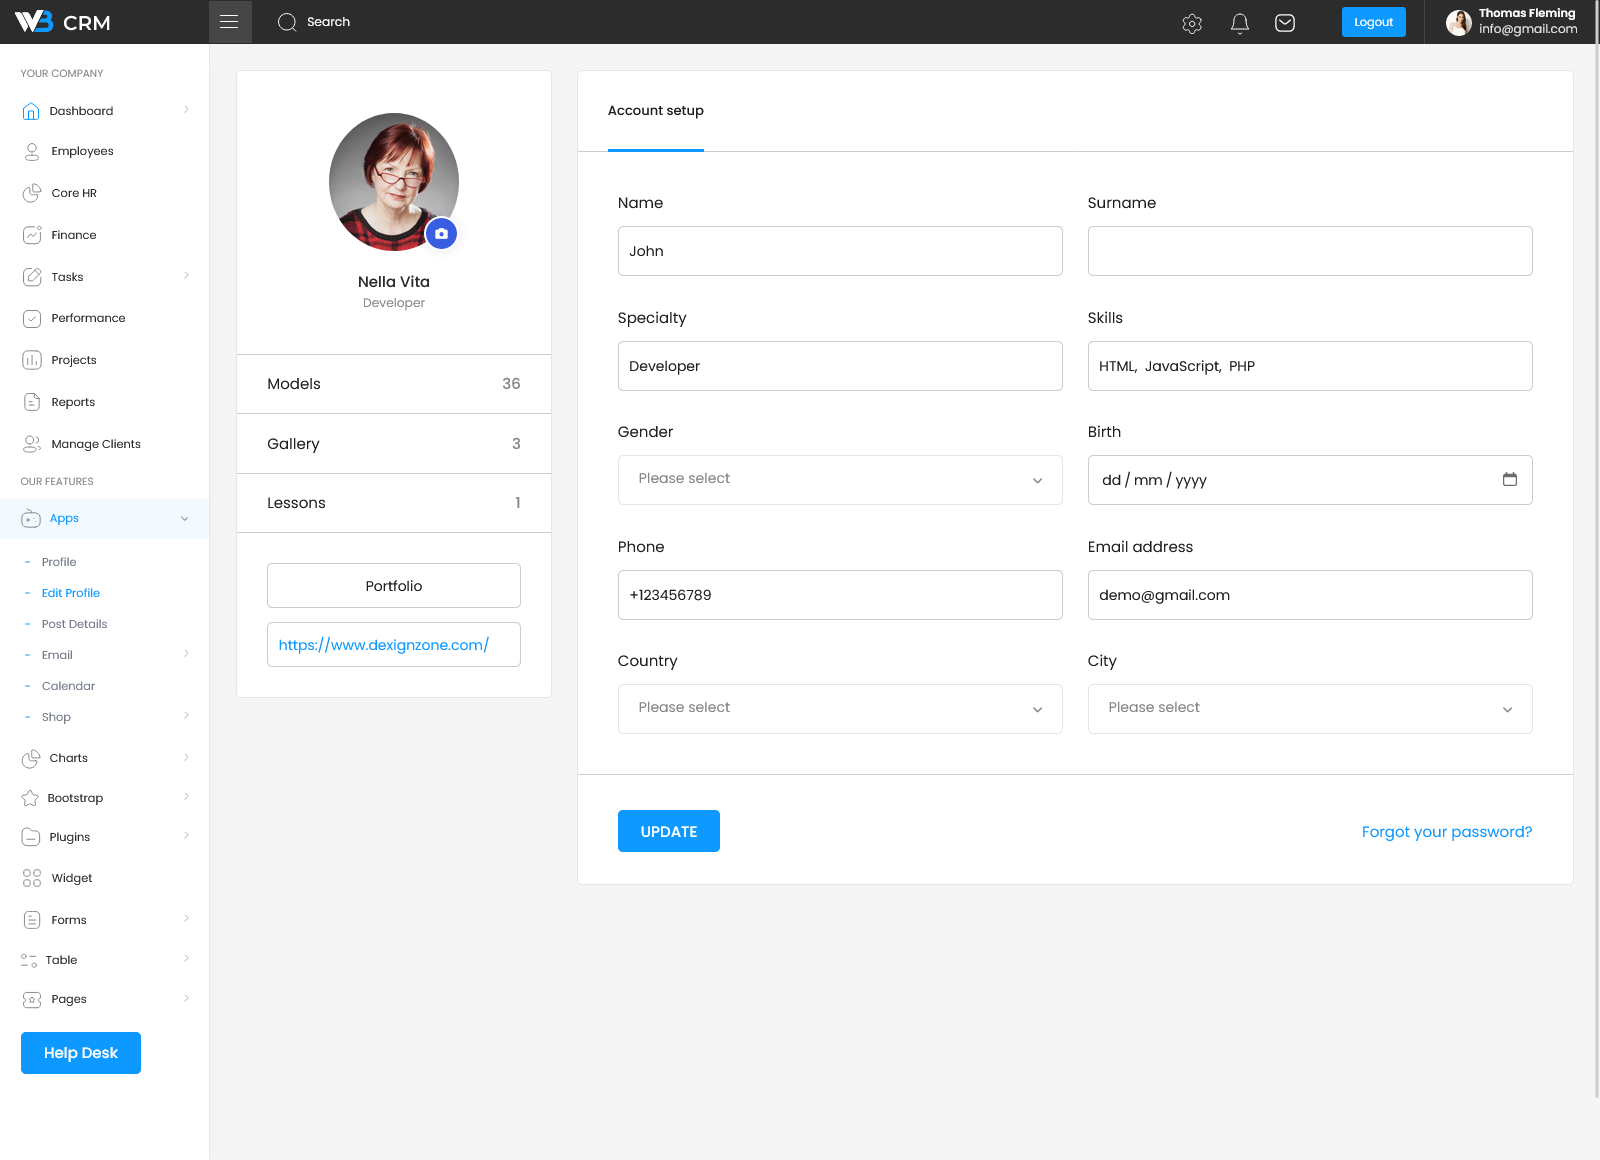 W3 CRM
Search
Logout
Thomas Fleming
info@gmail.com
YOUR COMPANY
Dashboard
Employees
Core HR
Finance
Tasks
Performance
Projects
Reports
Manage Clients
OUR FEATURES
Apps
- Profile
- Edit Profile
- Post Details
- Email
- Calendar
- Shop
Charts
Bootstrap
Plugins
Widget
Forms
Table
Pages
Help Desk
Nella Vita
Developer
Models 36
Gallery 3
Lessons 1
Portfolio
https://www.dexignzone.com/
Account setup
Name
John
Surname
Specialty
Developer
Skills
HTML, JavaScript, PHP
Gender
Please select
Birth
dd / mm / yyyy
Phone
+123456789
Email address
demo@gmail.com
Country
Please select
City
Please select
UPDATE
Forgot your password?